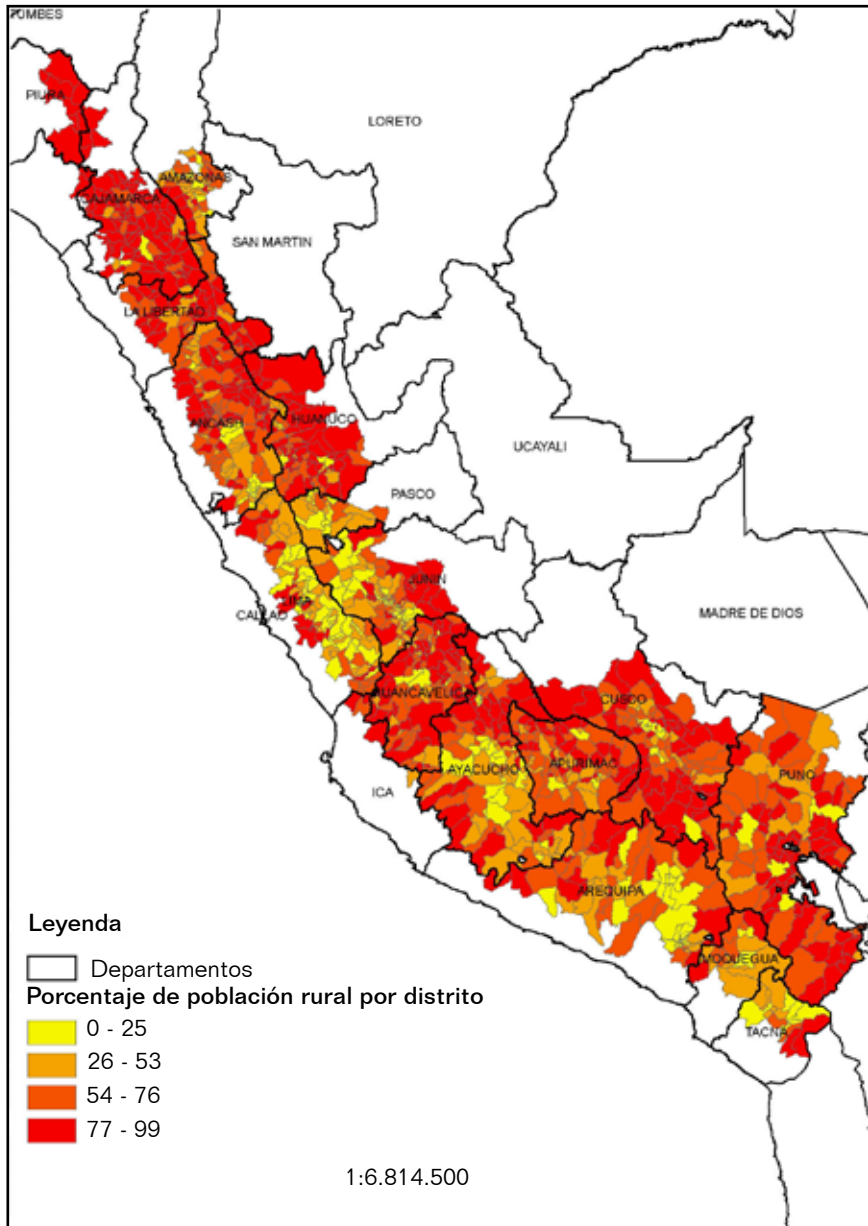 TUMBES
PIURA
LORETO
AMAZONAS
CAJAMARCA
SAN MARTIN
LA LIBERTAD
ANCASH
HUANUCO
UCAYALI
PASCO
JUNIN
LIMA
CALLAO
MADRE DE DIOS
HUANCAVELICA
CUSCO
AYACUCHO
APURIMAC
PUNO
ICA
AREQUIPA
MOQUEGUA
TACNA
Leyenda
Departamentos
Porcentaje de población rural por distrito
0 - 25
26 - 53
54 - 76
77 - 99
1:6.814.500